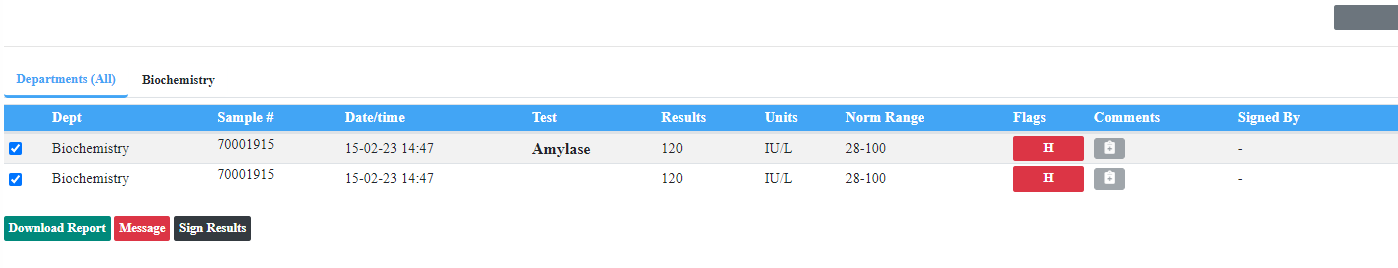 Departments (All) Biochemistry
Dept Sample # Date/time Test Results Units Norm Range Flags Comments Signed By
Biochemistry 70001915 15-02-23 14:47 Amylase 120 IU/L 28-100 H -
Biochemistry 70001915 15-02-23 14:47 120 IU/L 28-100 H -
Download Report Message Sign Results